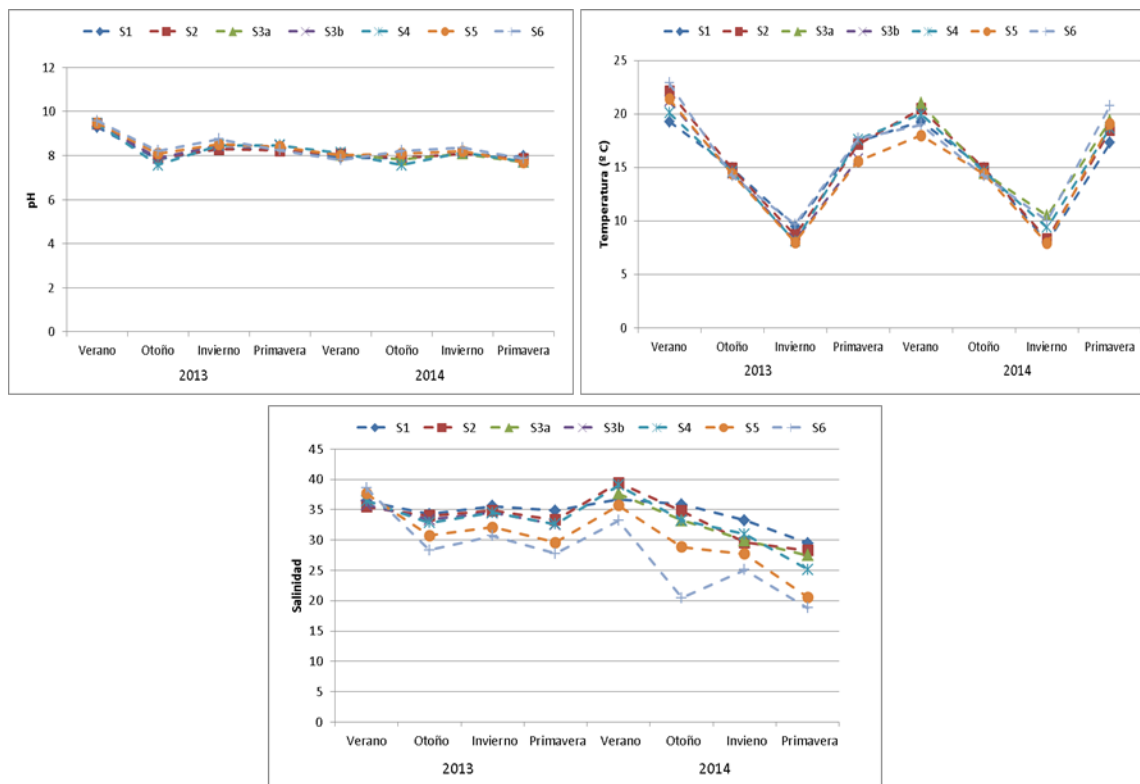 S1 S2 S3a S3b S4 S5 S6
12
10
8
6
4
2
0
pH
Verano Otoño Invierno Primavera Verano Otoño Invierno Primavera
2013 2014
S1 S2 S3a S3b S4 S5 S6
25
20
15
10
5
0
Temperatura (º C)
Verano Otoño Invierno Primavera Verano Otoño Invierno Primavera
2013 2014
S1 S2 S3a S3b S4 S5 S6
45
40
35
30
25
20
15
10
5
0
Salinidad
Verano Otoño Invierno Primavera Verano Otoño Invieno Primavera
2013 2014